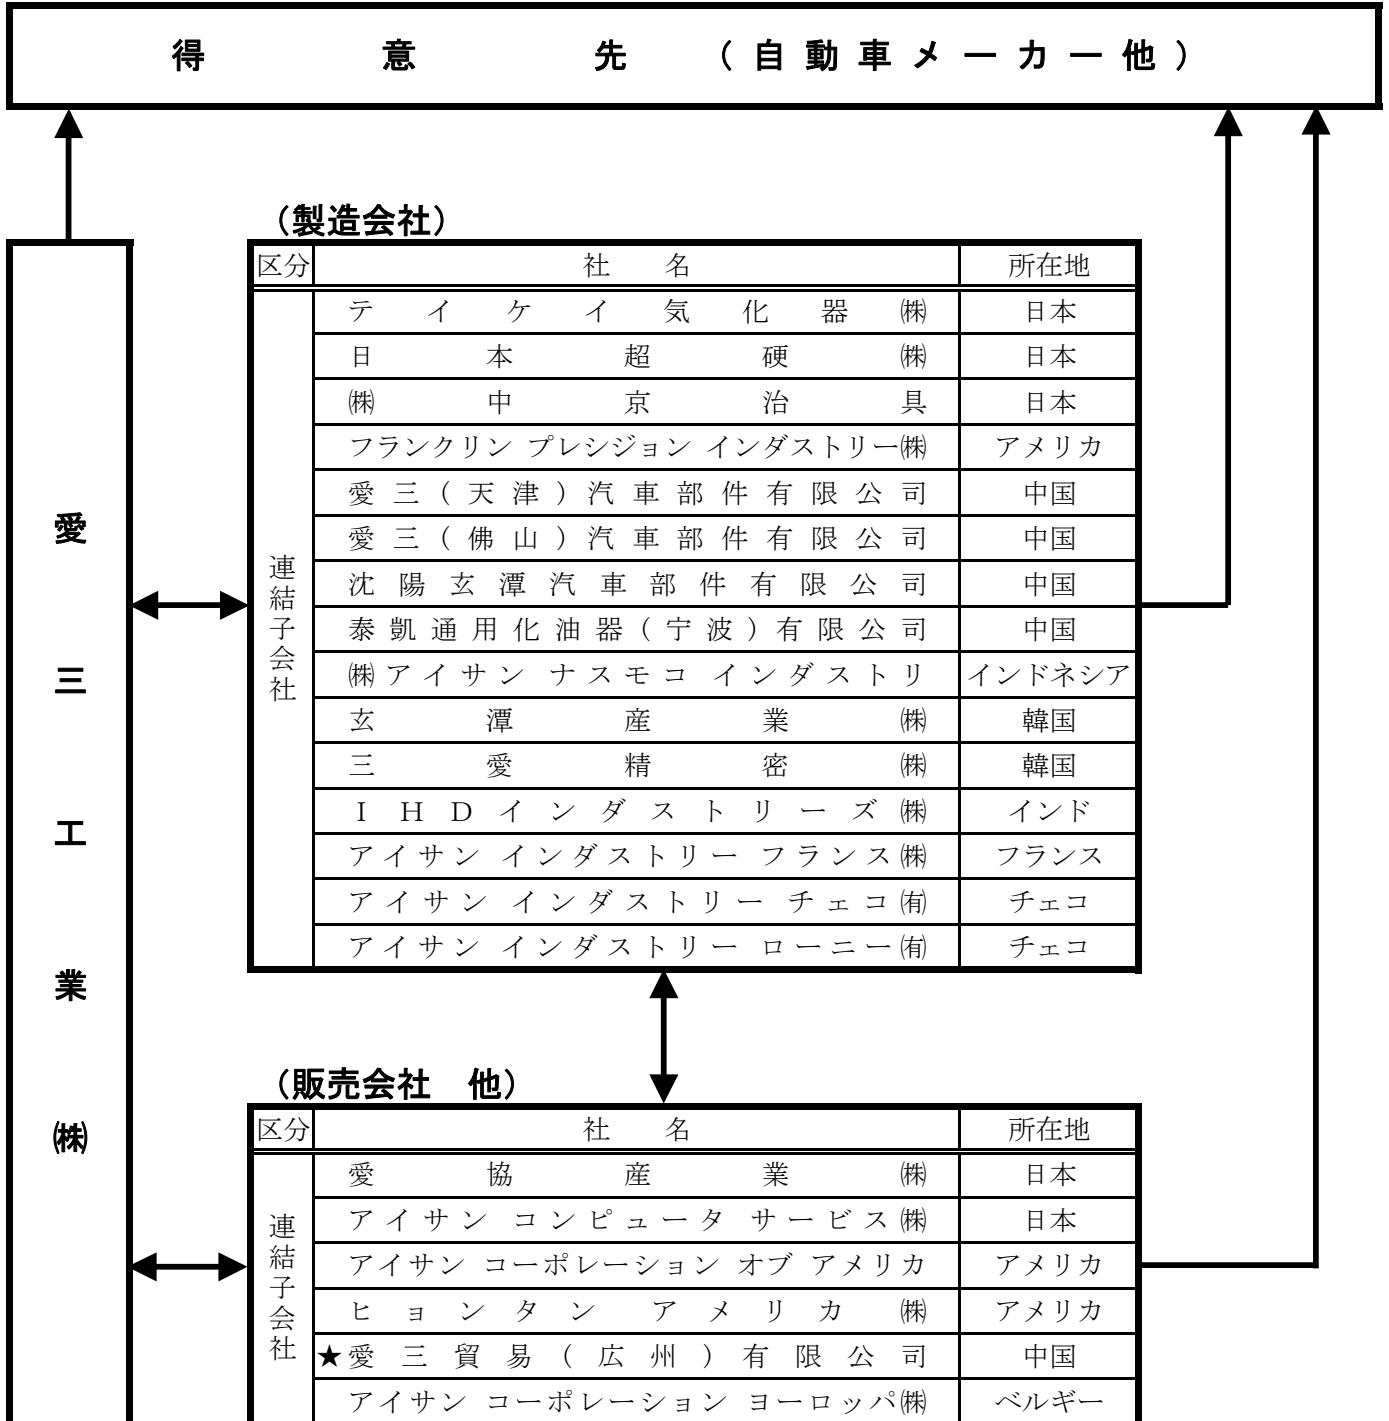 得意先（自動車メーカー他）
愛三工業㈱
（製造会社）
区分 社名 所在地
連結子会社
テイケイ気化器㈱ 日本
日本超硬㈱ 日本
㈱中京治具 日本
フランクリン プレシジョン インダストリー㈱ アメリカ
愛三（天津）汽車部件有限公司 中国
愛三（佛山）汽車部件有限公司 中国
沈陽玄潭汽車部件有限公司 中国
泰凱通用化油器（宁波）有限公司 中国
㈱アイサン ナスモコ インダストリ インドネシア
玄潭産業㈱ 韓国
三愛精密㈱ 韓国
ＩＨＤインダストリーズ㈱ インド
アイサン インダストリー フランス㈱ フランス
アイサン インダストリー チェコ㈲ チェコ
アイサン インダストリー ローニー㈲ チェコ
（販売会社　他）
区分 社名 所在地
連結子会社
愛協産業㈱ 日本
アイサン コンピュータ サービス㈱ 日本
アイサン コーポレーション オブ アメリカ アメリカ
ヒョンタン アメリカ㈱ アメリカ
★愛三貿易（広州）有限公司 中国
アイサン コーポレーション ヨーロッパ㈱ ベルギー